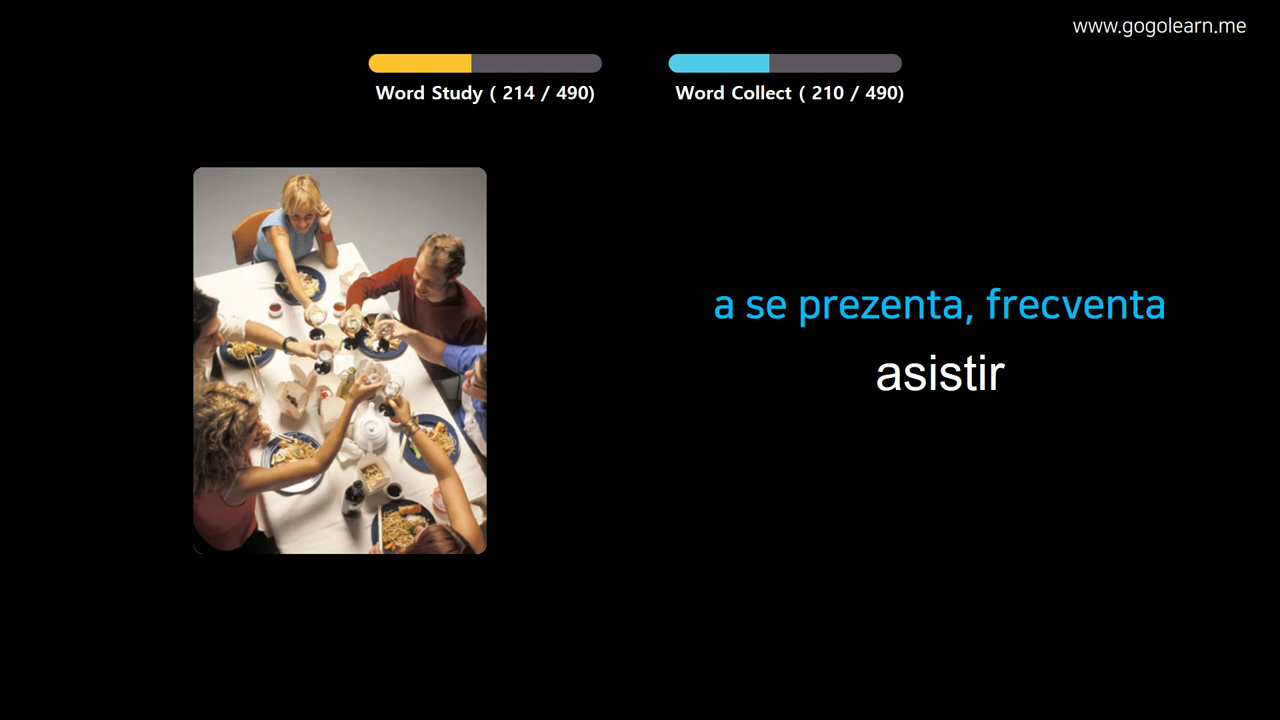 www.gogolearn.me
Word Study ( 214 / 490)
Word Collect ( 210 / 490)
a se prezenta, frecventa
asistir